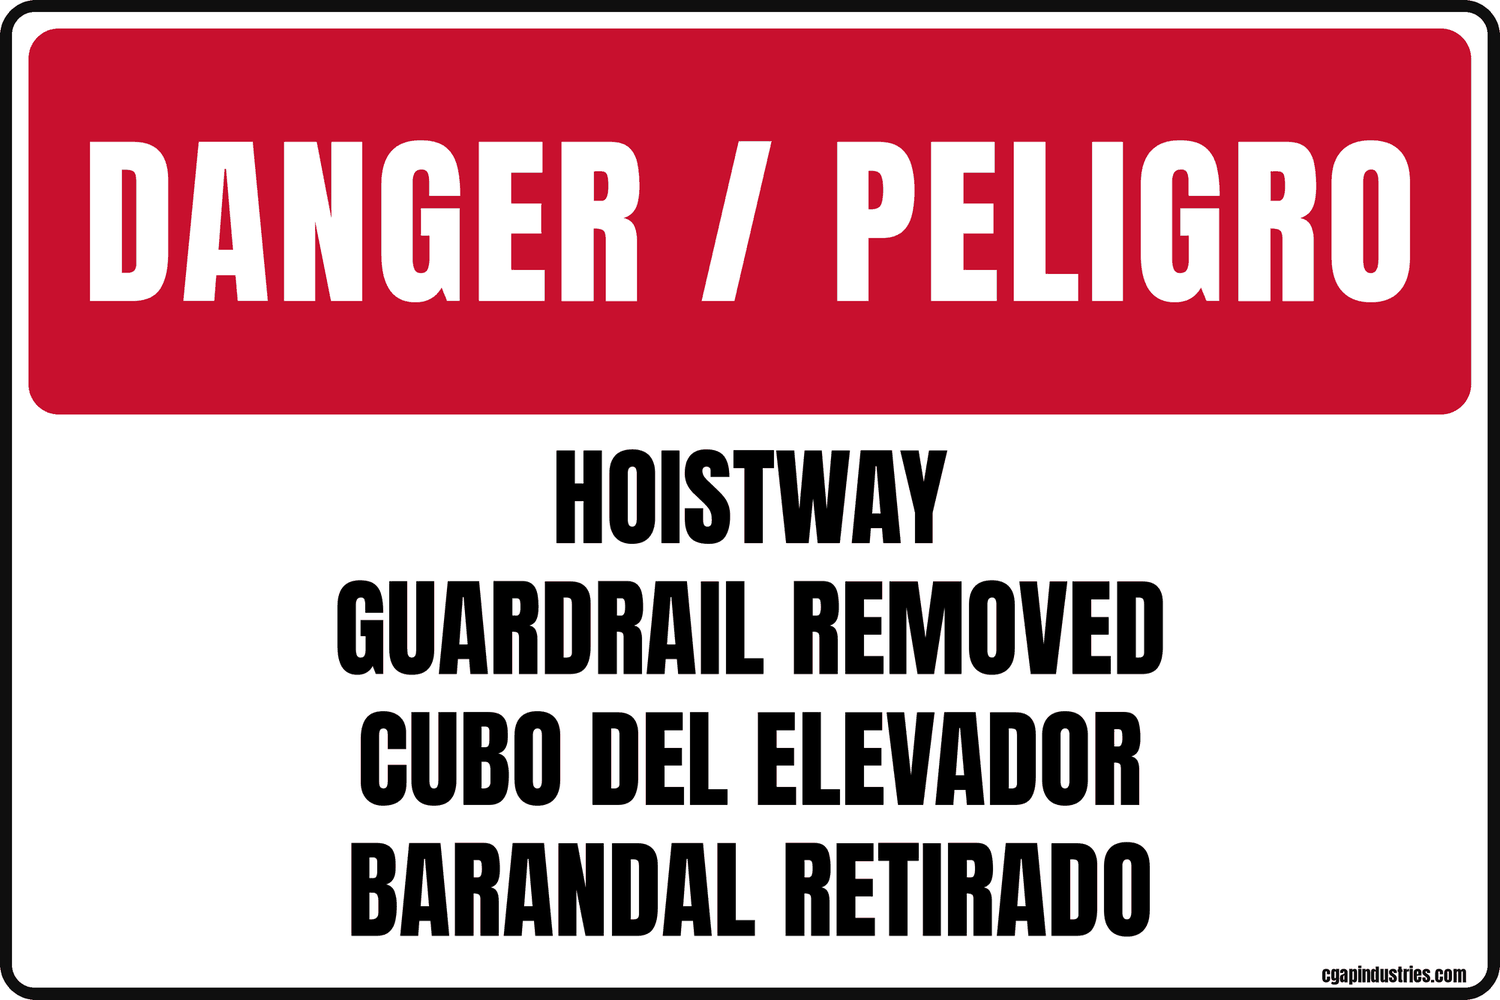 DANGER / PELIGRO
HOISTWAY
GUARDRAIL REMOVED
CUBO DEL ELEVADOR
BARANDAL RETIRADO
cgapindustries.com